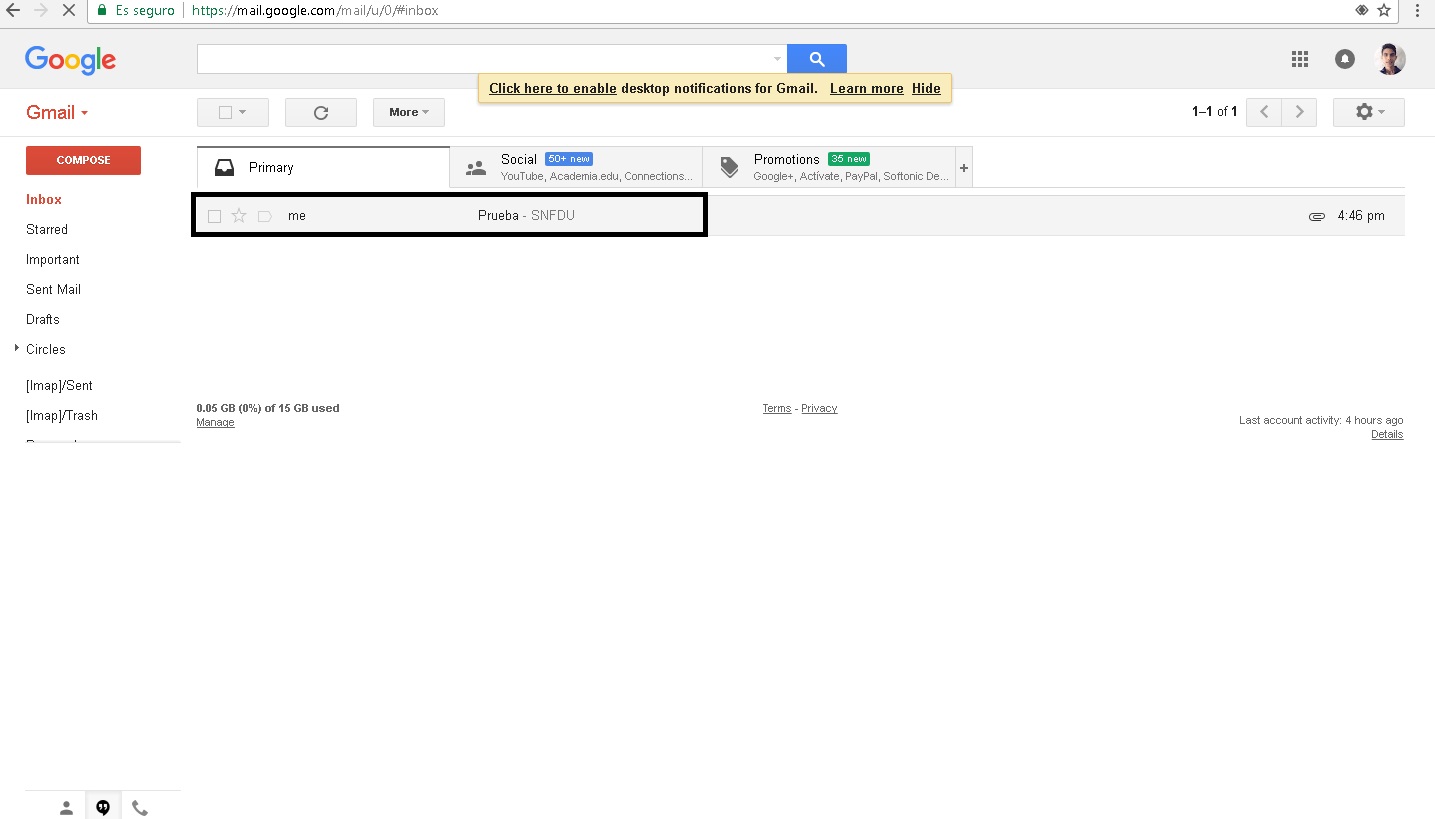 Es seguro https://mail.google.com/mail/u/0/#inbox
Google
Click here to enable desktop notifications for Gmail. Learn more Hide
Gmail More 1–1 of 1
COMPOSE
Primary
Social 50+ new
YouTube, Academia.edu, Connections...
Promotions 35 new
Google+, Actívate, PayPal, Softonic De...
+
me Prueba - SNFDU 4:46 pm
Inbox
Starred
Important
Sent Mail
Drafts
Circles
[Imap]/Sent
[Imap]/Trash
0.05 GB (0%) of 15 GB used
Manage
Terms - Privacy
Last account activity: 4 hours ago
Details